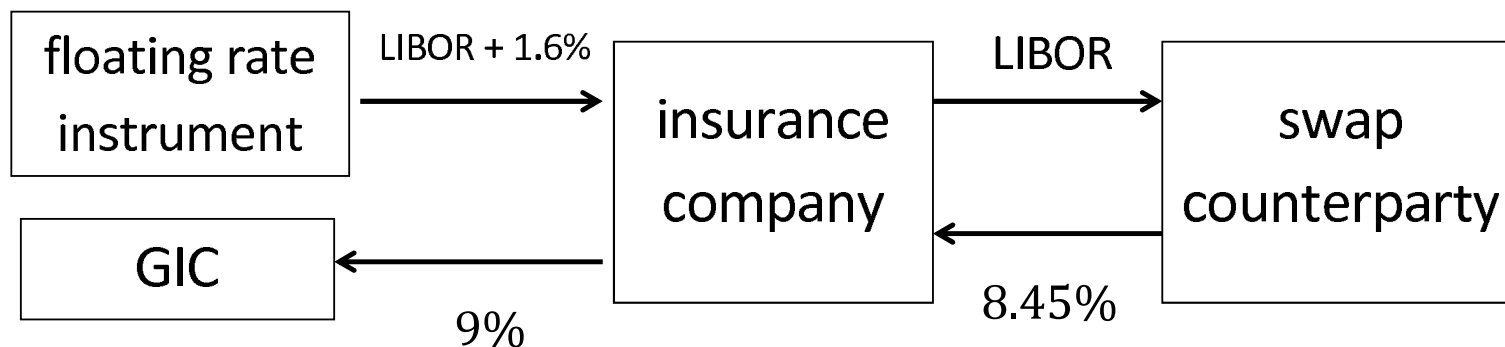 floating rate
instrument
LIBOR + 1.6%
insurance
company
LIBOR
swap
counterparty
GIC
9%
8.45%